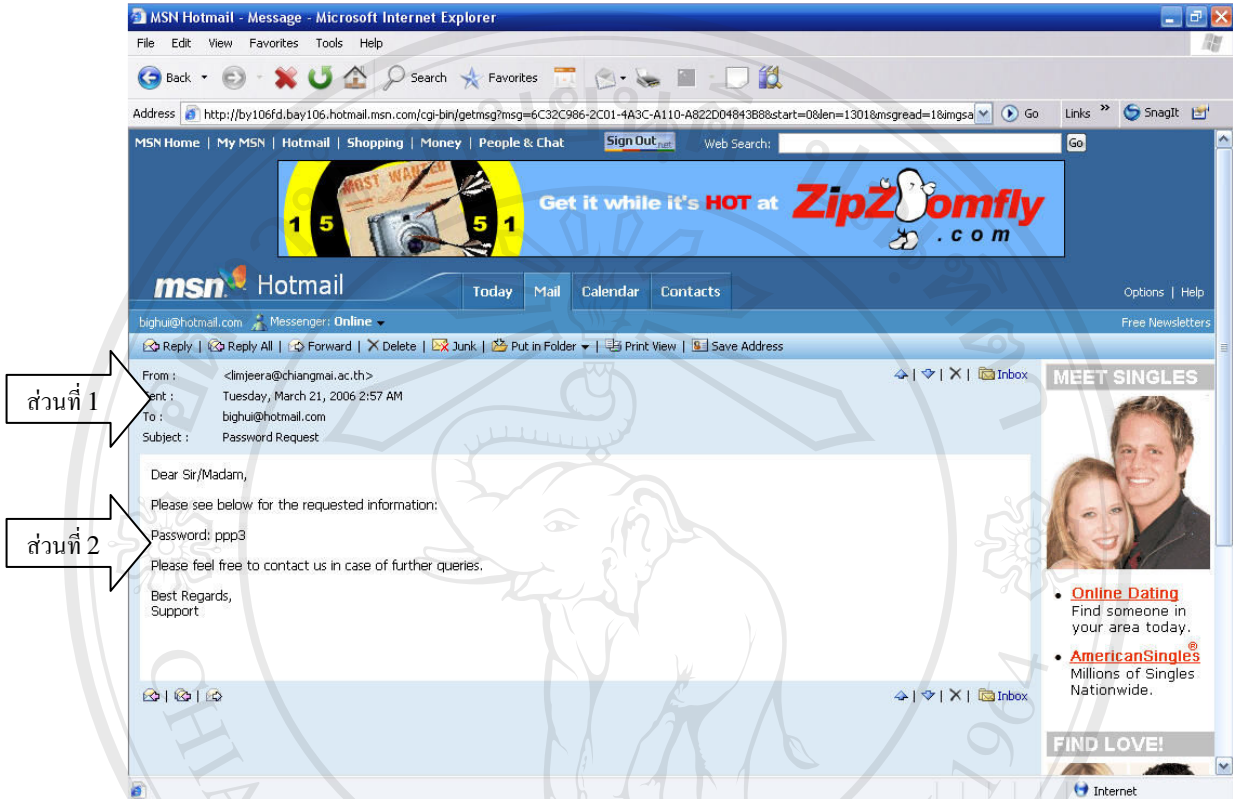 MSN Hotmail - Message - Microsoft Internet Explorer
File Edit View Favorites Tools Help
Back Search Favorites
Address http://by106fd.bay106.hotmail.msn.com/cgi-bin/getmsg?msg=6C32C986-2C01-4A3C-A110-A822D04843B8&start=0&len=1301&msgread=1&imgsa Go Links » SnagIt
MSN Home | My MSN | Hotmail | Shopping | Money | People & Chat Sign Out.net Web Search: Go
MOST WANTED
15 51
Get it while it's HOT at ZipZoomfly
.com
msn Hotmail Today Mail Calendar Contacts Options | Help
bighui@hotmail.com Messenger: Online Free Newsletters
Reply | Reply All | Forward | Delete | Junk | Put in Folder | Print View | Save Address
ส่วนที่ 1
From : <limjeera@chiangmai.ac.th> Inbox
Sent : Tuesday, March 21, 2006 2:57 AM
To : bighui@hotmail.com
Subject : Password Request
ส่วนที่ 2
Dear Sir/Madam,
Please see below for the requested information:
Password: ppp3
Please feel free to contact us in case of further queries.
Best Regards,
Support
Inbox
MEET SINGLES
• Online Dating
Find someone in
your area today.
• AmericanSingles®
Millions of Singles
Nationwide.
FIND LOVE!
Internet